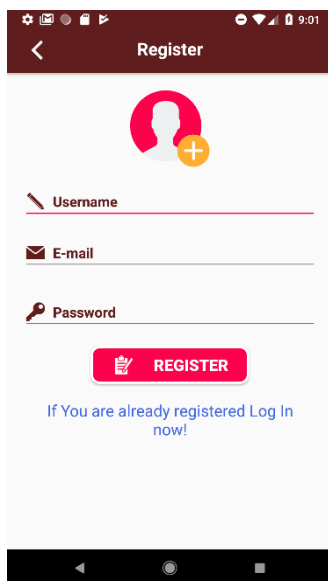 9:01
Register
Username
E-mail
Password
REGISTER
If You are already registered Log In
now!